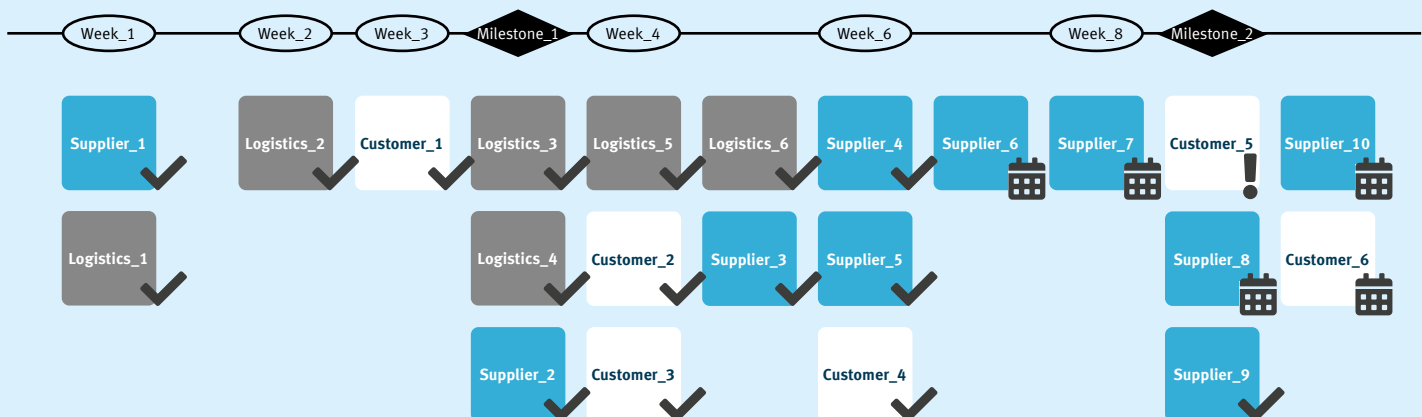 Week_1
Week_2
Week_3
Milestone_1
Week_4
Week_6
Week_8
Milestone_2
Supplier_1
Logistics_2
Customer_1
Logistics_3
Logistics_5
Logistics_6
Supplier_4
Supplier_6
Supplier_7
Customer_5
Supplier_10
Logistics_1
Logistics_4
Customer_2
Supplier_3
Supplier_5
Supplier_8
Customer_6
Supplier_2
Customer_3
Customer_4
Supplier_9